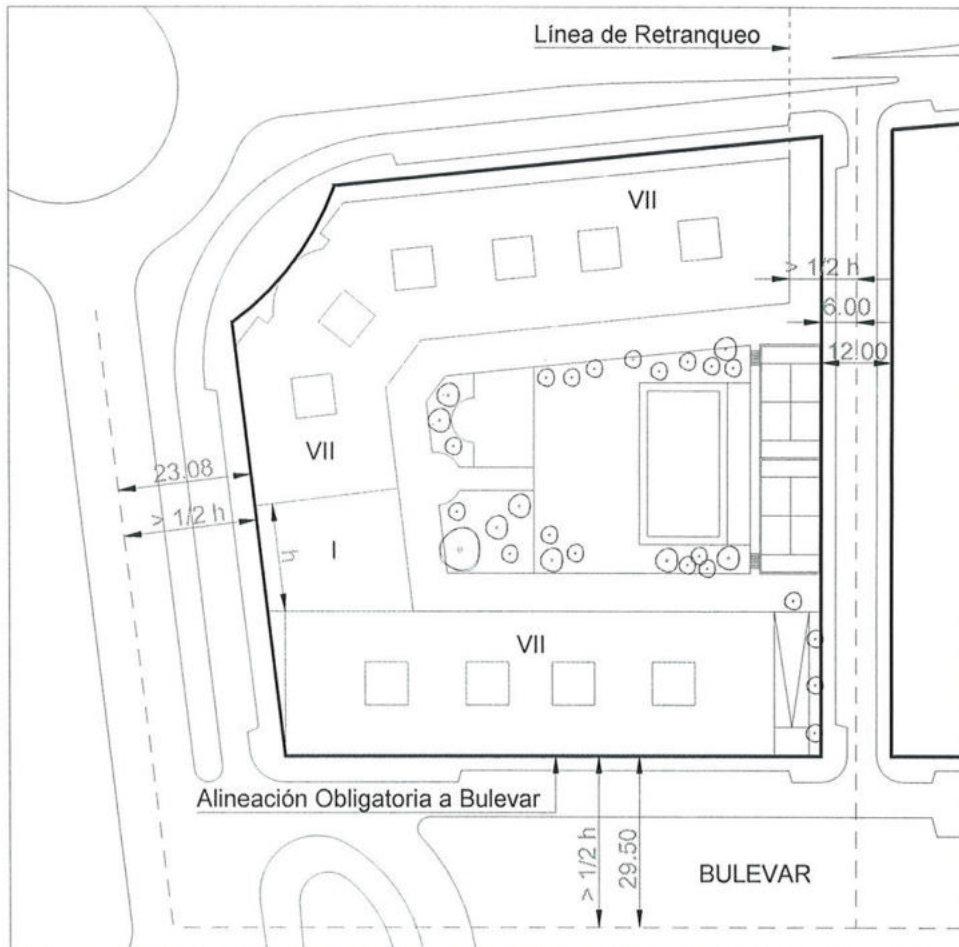 Línea de Retranqueo
VII
> 1/2 h
6.00
12.00
VII
23.08
> 1/2 h
h
I
VII
Alineación Obligatoria a Bulevar
> 1/2 h
29.50
BULEVAR